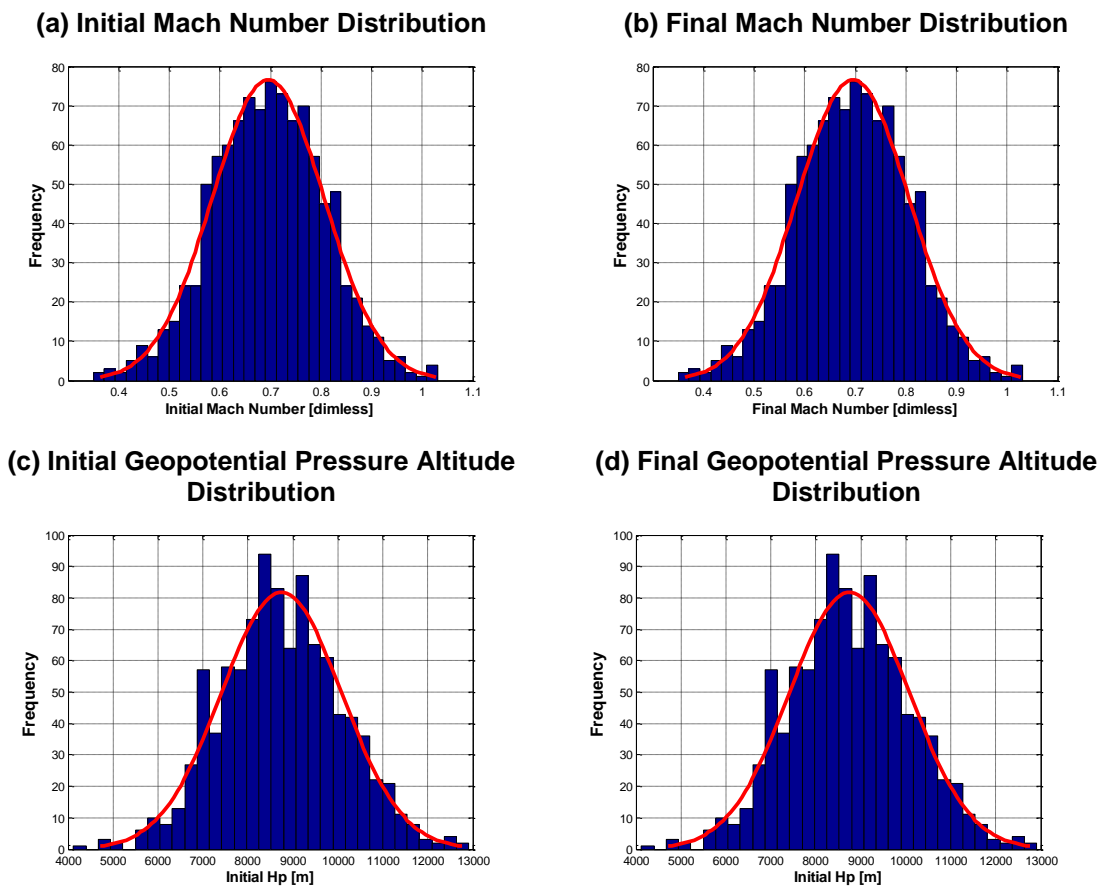 (a) Initial Mach Number Distribution
80
70
60
50
40
30
20
10
0
Frequency
0.4 0.5 0.6 0.7 0.8 0.9 1 1.1
Initial Mach Number [dimless]
(b) Final Mach Number Distribution
80
70
60
50
40
30
20
10
0
Frequency
0.4 0.5 0.6 0.7 0.8 0.9 1 1.1
Final Mach Number [dimless]
(c) Initial Geopotential Pressure Altitude
Distribution
100
90
80
70
60
50
40
30
20
10
0
Frequency
4000 5000 6000 7000 8000 9000 10000 11000 12000 13000
Initial Hp [m]
(d) Final Geopotential Pressure Altitude
Distribution
100
90
80
70
60
50
40
30
20
10
0
Frequency
4000 5000 6000 7000 8000 9000 10000 11000 12000 13000
Initial Hp [m]